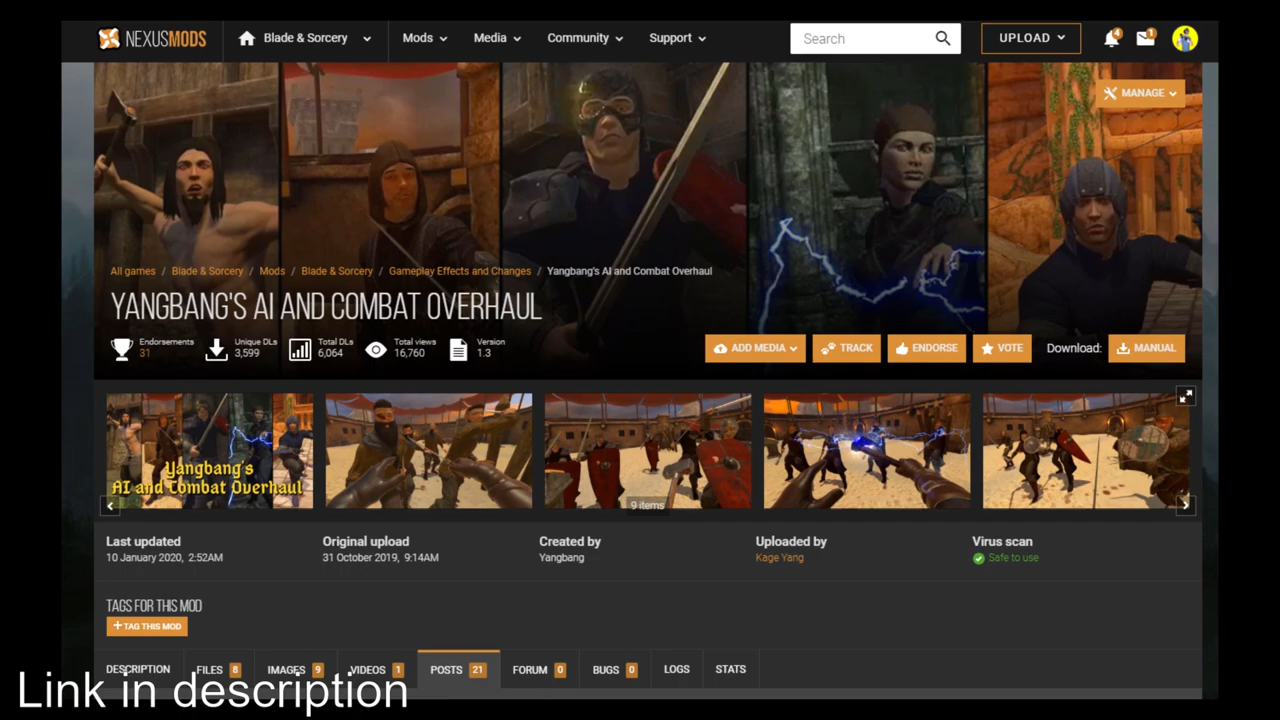 NEXUSMODS Blade & Sorcery Mods Media Community Support Search UPLOAD 4 1
MANAGE
All games / Blade & Sorcery / Mods / Blade & Sorcery / Gameplay Effects and Changes / Yangbang's AI and Combat Overhaul
YANGBANG'S AI AND COMBAT OVERHAUL
Endorsements Unique DLs Total DLs Total views Version
31 3,599 6,064 16,760 1.3
ADD MEDIA TRACK ENDORSE VOTE Download: MANUAL
Yangbang's
AI and Combat Overhaul
9 items
Last updated Original upload Created by Uploaded by Virus scan
10 January 2020, 2:52AM 31 October 2019, 9:14AM Yangbang Kage Yang Safe to use
TAGS FOR THIS MOD
+ TAG THIS MOD
DESCRIPTION FILES 8 IMAGES 9 VIDEOS 1 POSTS 21 FORUM 0 BUGS 0 LOGS STATS
Link in description